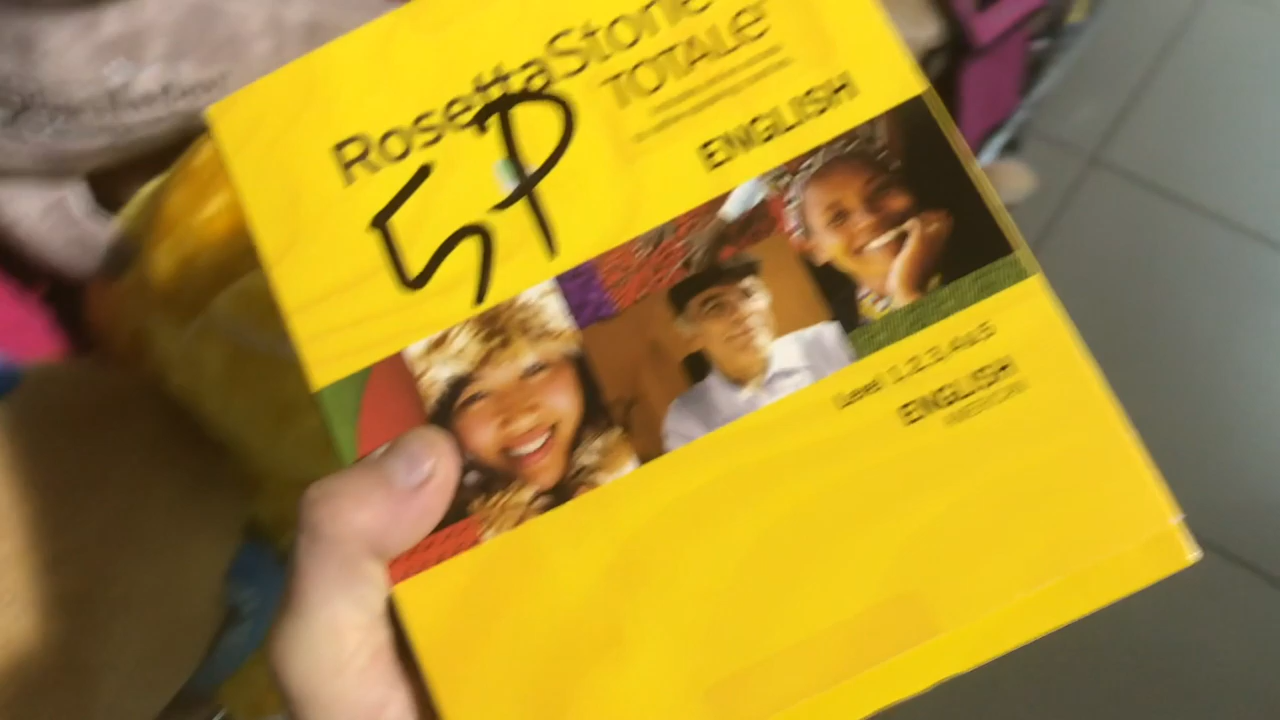 RosettaStone
TOTALE
ENGLISH
5P
Level 1,2,3,4&5
ENGLISH